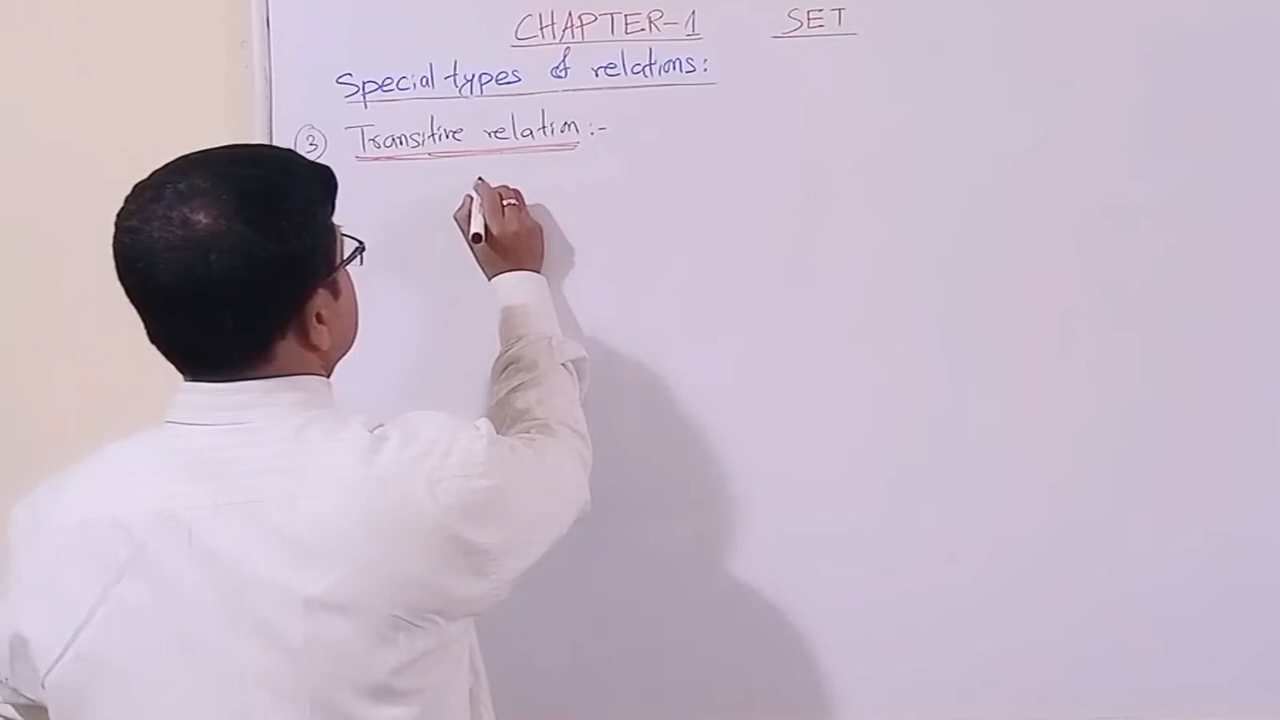 CHAPTER-1 SET
Special types of relations:
③ Transitive relation :-